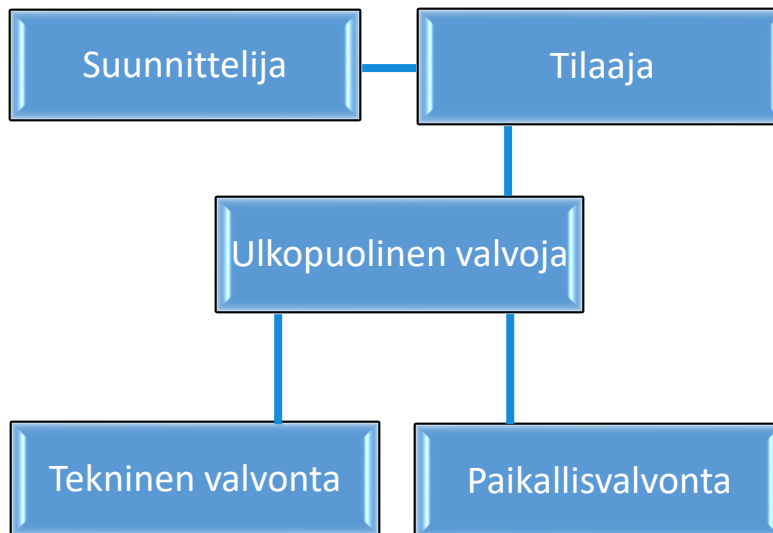 Suunnittelija
Tilaaja
Ulkopuolinen valvoja
Tekninen valvonta
Paikallisvalvonta